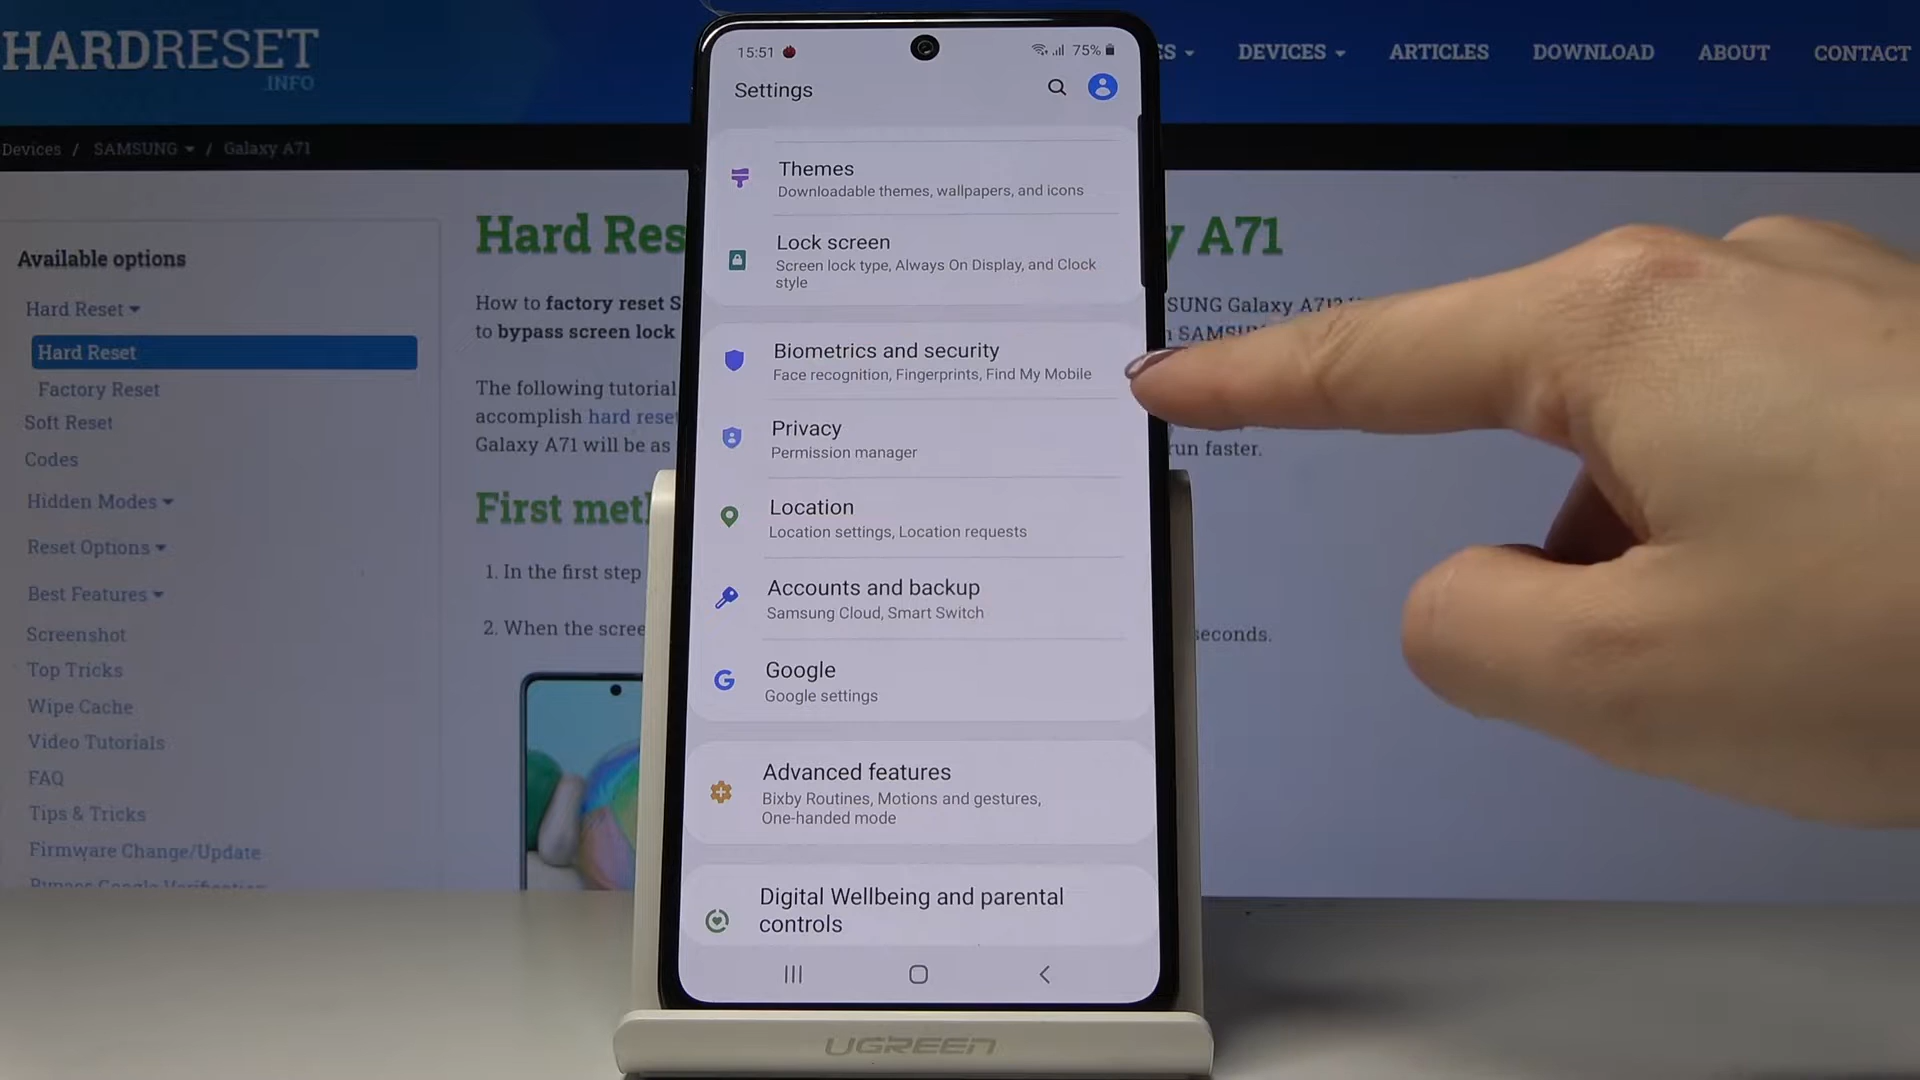 HARDRESET
.INFO
ES
DEVICES
ARTICLES
DOWNLOAD
ABOUT
CONTACT
Devices / SAMSUNG / Galaxy A71
Available options
Hard Reset
Hard Reset
Factory Reset
Soft Reset
Codes
Hidden Modes
Reset Options
Best Features
Screenshot
Top Tricks
Wipe Cache
Video Tutorials
FAQ
Tips & Tricks
Firmware Change/Update
Bypass Google Verification
Hard Res
y A71
How to factory reset S
SUNG Galaxy A71?
to bypass screen lock
n SAMSU
The following tutorial
accomplish hard rese
Galaxy A71 will be as
run faster.
First met
1. In the first step
2. When the scree
seconds.
15:51
75%
Settings
Themes
Downloadable themes, wallpapers, and icons
Lock screen
Screen lock type, Always On Display, and Clock
style
Biometrics and security
Face recognition, Fingerprints, Find My Mobile
Privacy
Permission manager
Location
Location settings, Location requests
Accounts and backup
Samsung Cloud, Smart Switch
Google
Google settings
Advanced features
Bixby Routines, Motions and gestures,
One-handed mode
Digital Wellbeing and parental
controls
UGREEN